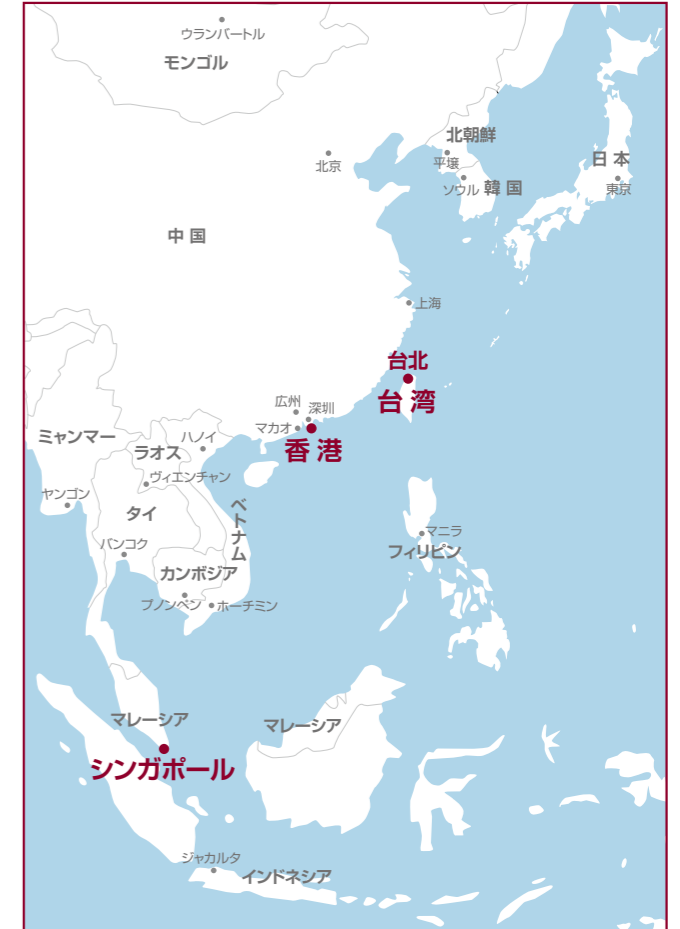 ウランバートル
モンゴル
北朝鮮
平壌
北京
日本
ソウル 韓国
東京
中国
上海
台北
台湾
広州
深圳
マカオ
香港
ミャンマー
ハノイ
ラオス
ヴィエンチャン
ヤンゴン
タイ
ベトナム
バンコク
マニラ
フィリピン
カンボジア
プノンペン
ホーチミン
マレーシア
マレーシア
シンガポール
ジャカルタ
インドネシア